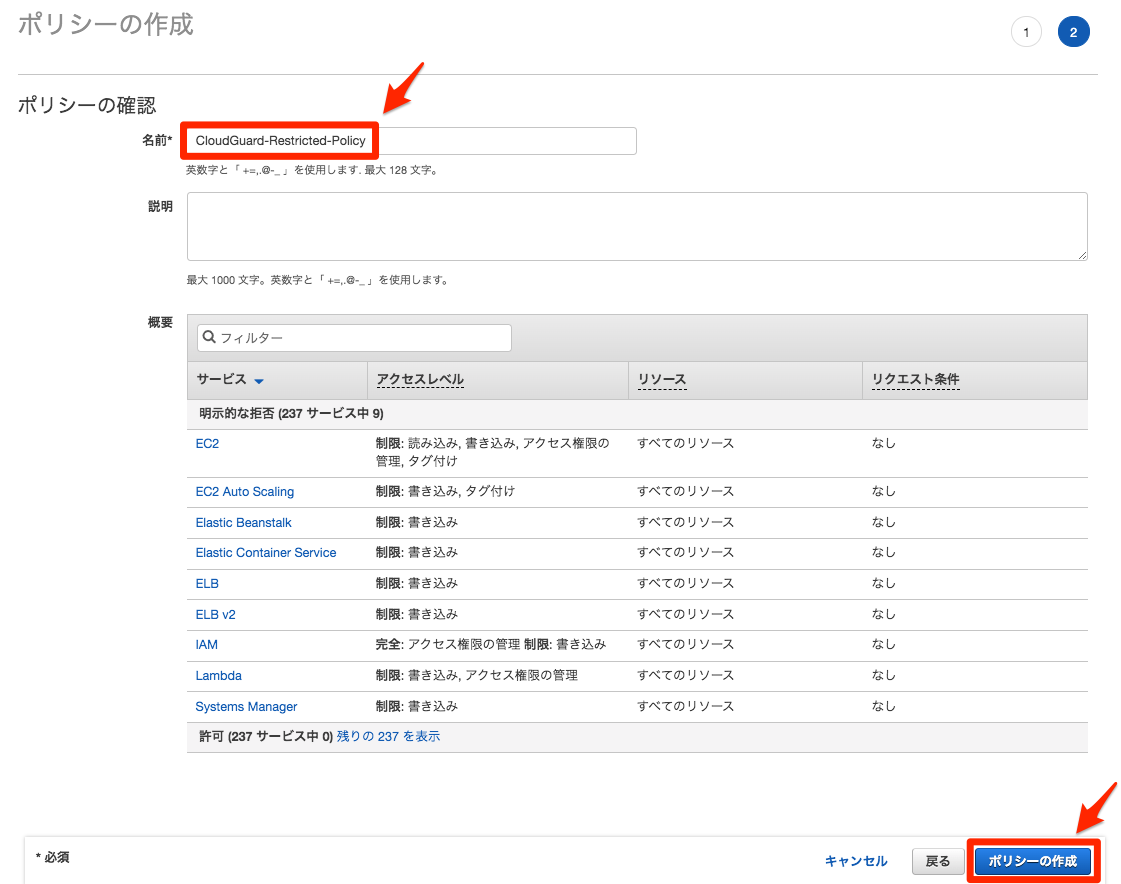 ポリシーの作成
1
2
ポリシーの確認
名前*
CloudGuard-Restricted-Policy
英数字と「 +=,.@-_ 」を使用します. 最大 128 文字。
説明
最大 1000 文字。英数字と「 +=,.@-_ 」を使用します。
概要
フィルター
サービス アクセスレベル リソース リクエスト条件
明示的な拒否 (237 サービス中 9)
EC2 制限: 読み込み, 書き込み, アクセス権限の すべてのリソース なし
管理, タグ付け
EC2 Auto Scaling 制限: 書き込み, タグ付け すべてのリソース なし
Elastic Beanstalk 制限: 書き込み すべてのリソース なし
Elastic Container Service 制限: 書き込み すべてのリソース なし
ELB 制限: 書き込み すべてのリソース なし
ELB v2 制限: 書き込み すべてのリソース なし
IAM 完全: アクセス権限の管理 制限: 書き込み すべてのリソース なし
Lambda 制限: 書き込み, アクセス権限の管理 すべてのリソース なし
Systems Manager 制限: 書き込み すべてのリソース なし
許可 (237 サービス中 0) 残りの 237 を表示
* 必須
キャンセル
戻る
ポリシーの作成